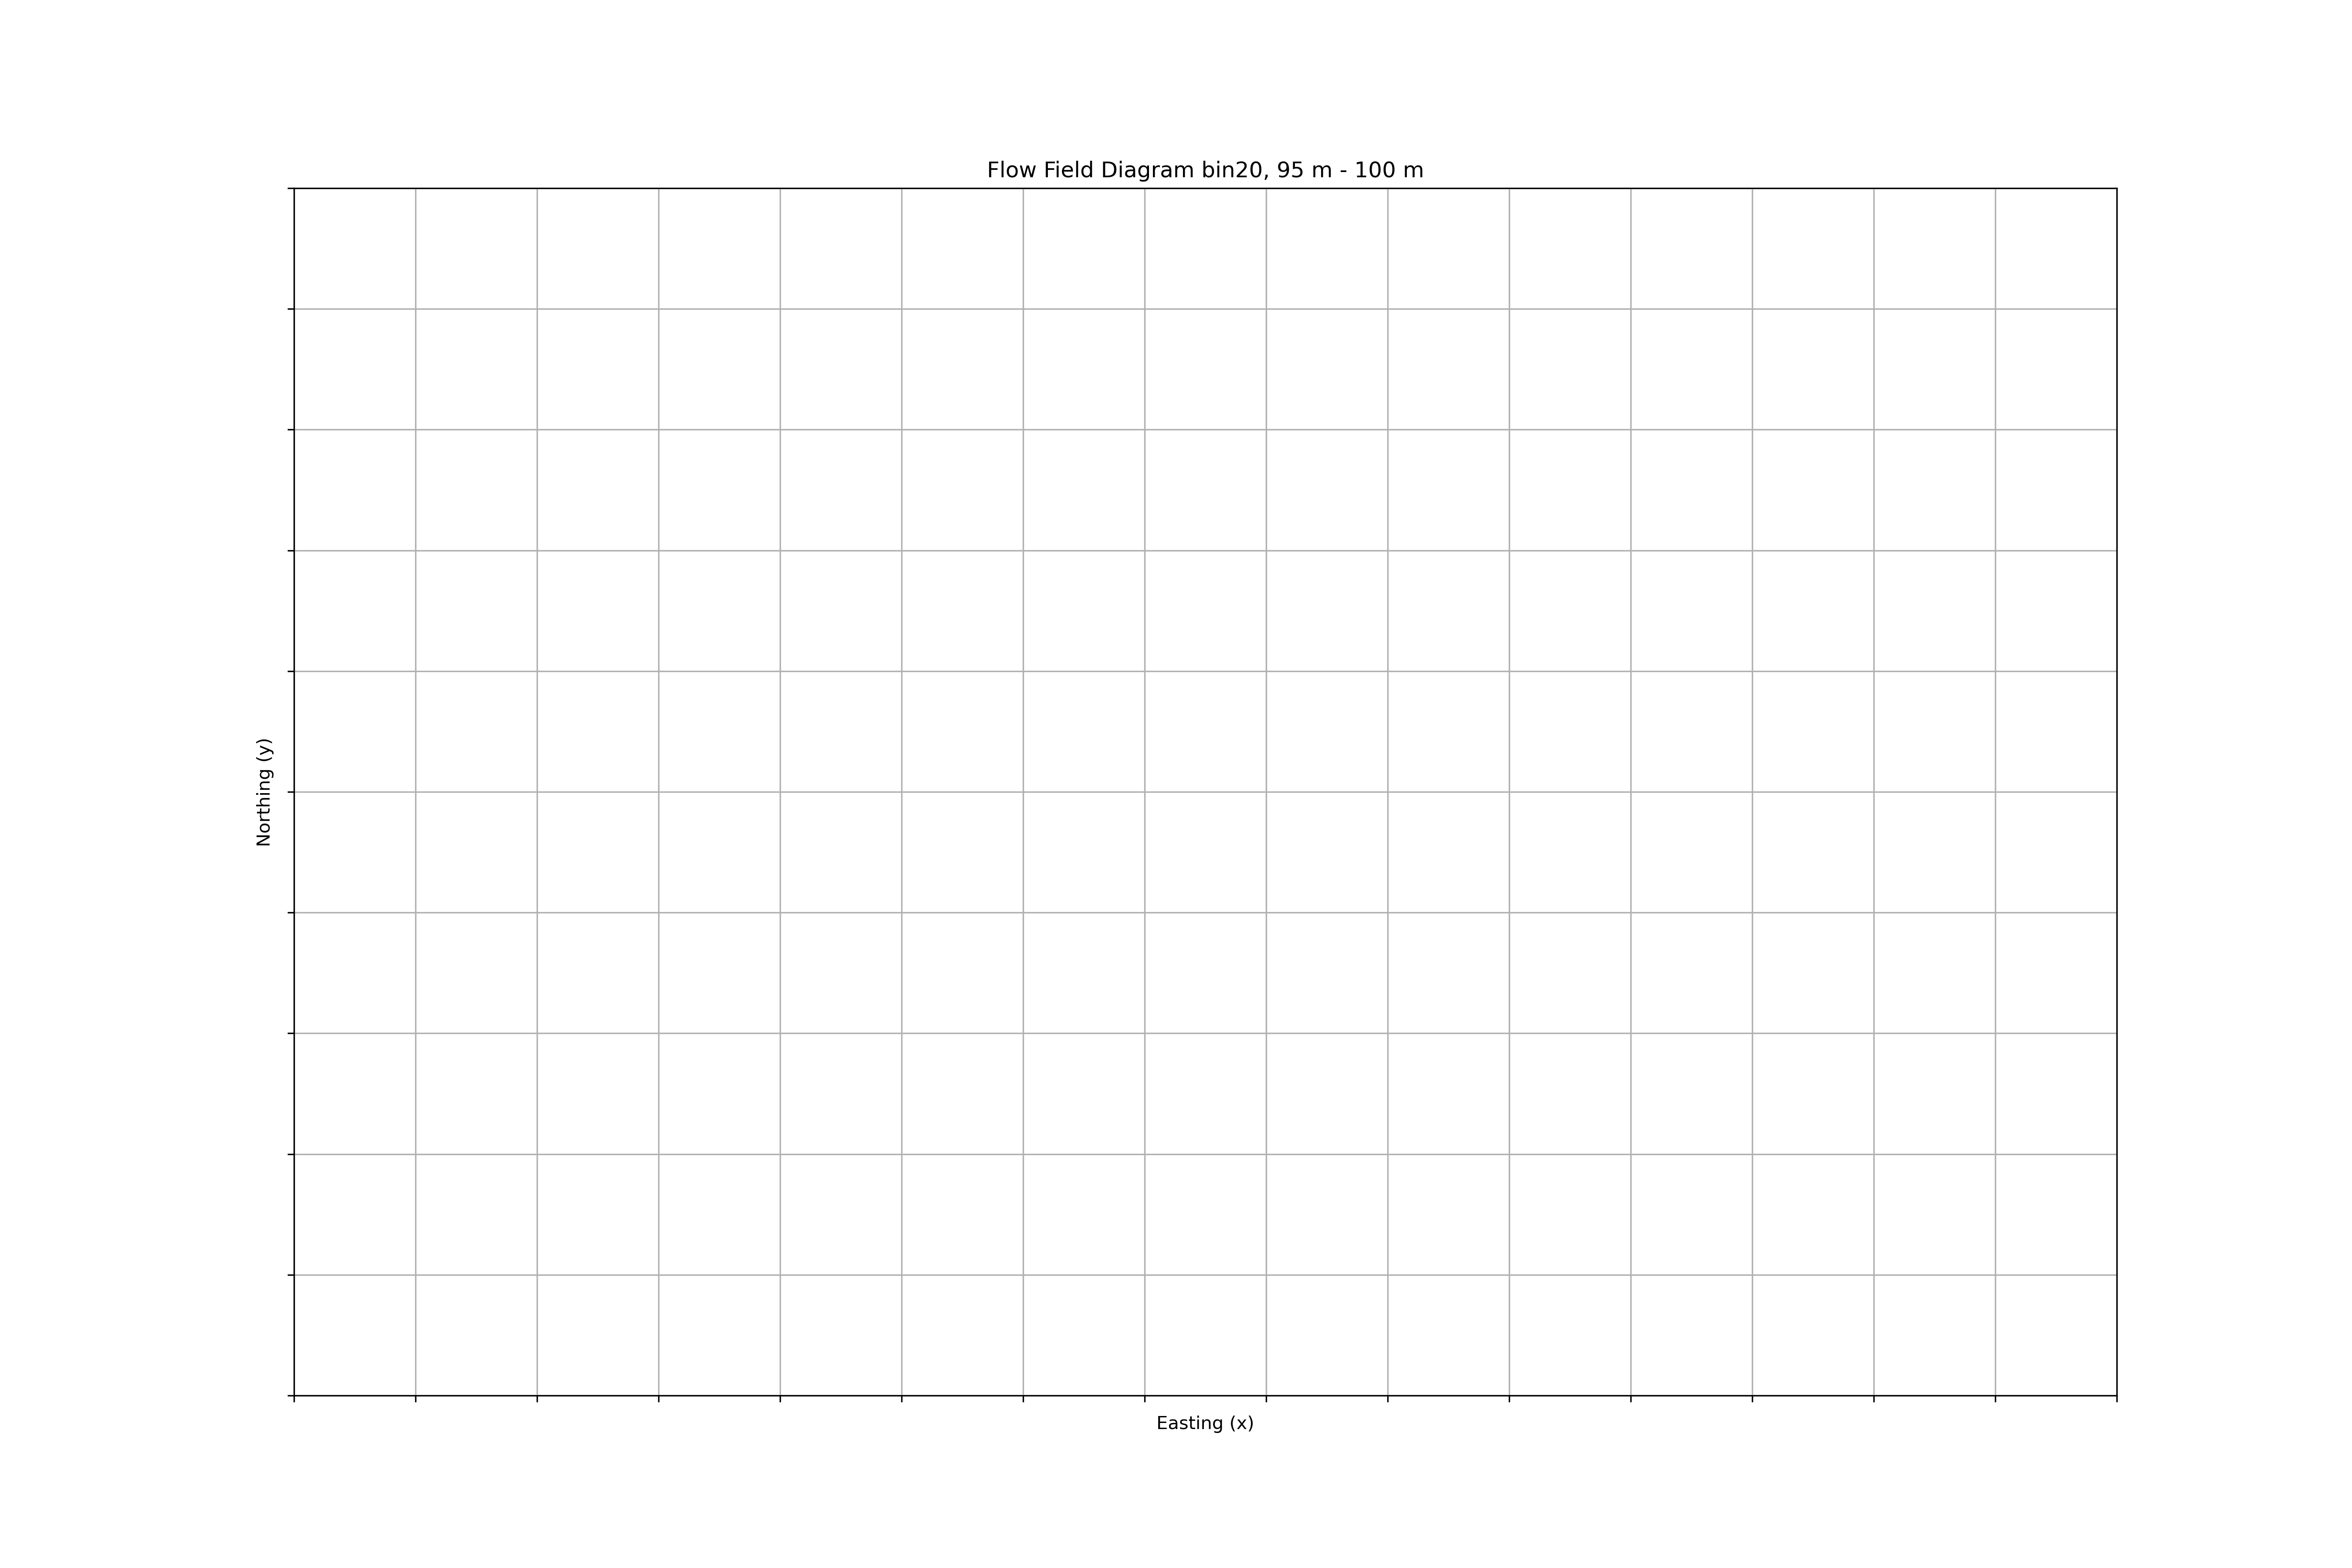 Flow Field Diagram bin20, 95 m - 100 m
Northing (y)
Easting (x)